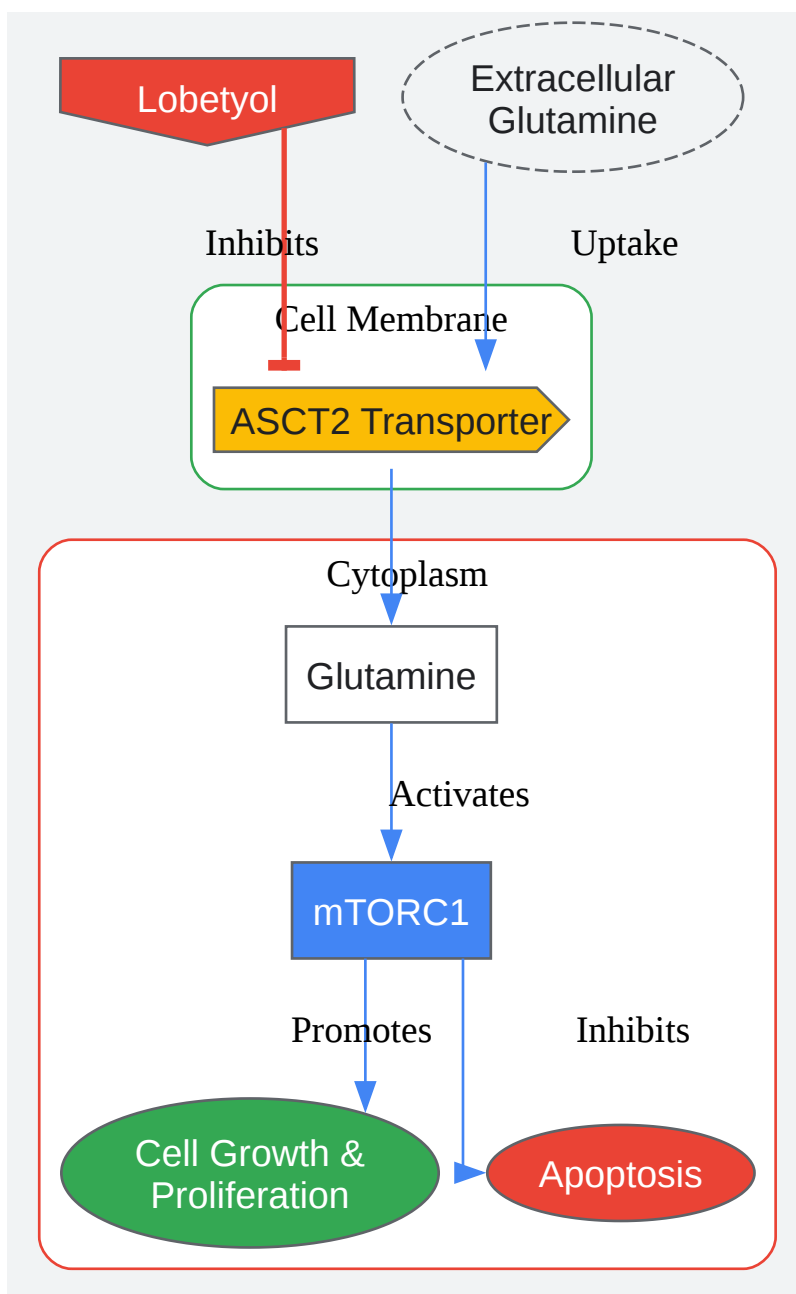 Lobetyol
Extracellular
Glutamine
Inhibits
Uptake
Cell Membrane
ASCT2 Transporter
Cytoplasm
Glutamine
Activates
mTORC1
Promotes
Inhibits
Cell Growth &
Proliferation
Apoptosis